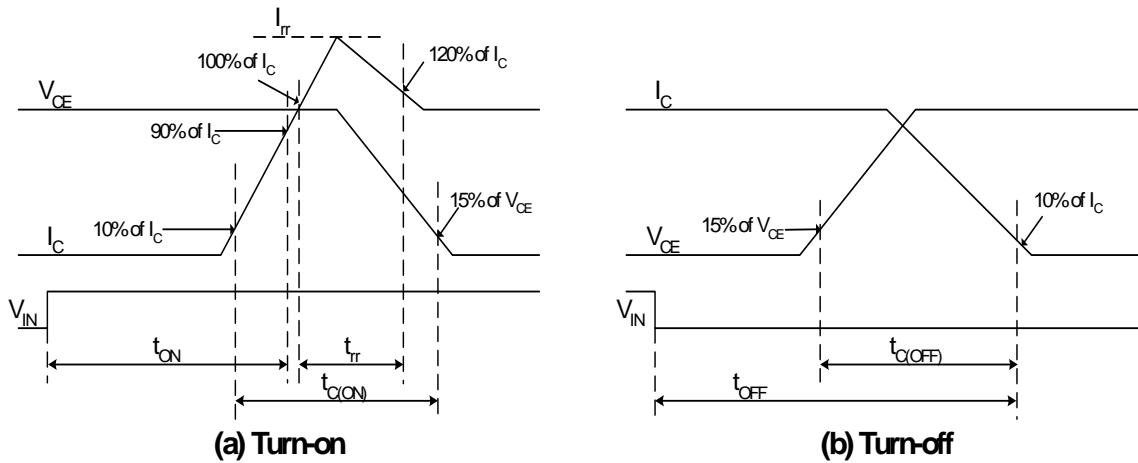 Irr
100% of IC
120% of IC
VCE
90% of IC
10% of IC
15% of VCE
IC
VIN
tON
trr
tC(ON)
(a) Turn-on
IC
15% of VCE
10% of IC
VCE
VIN
tC(OFF)
tOFF
(b) Turn-off